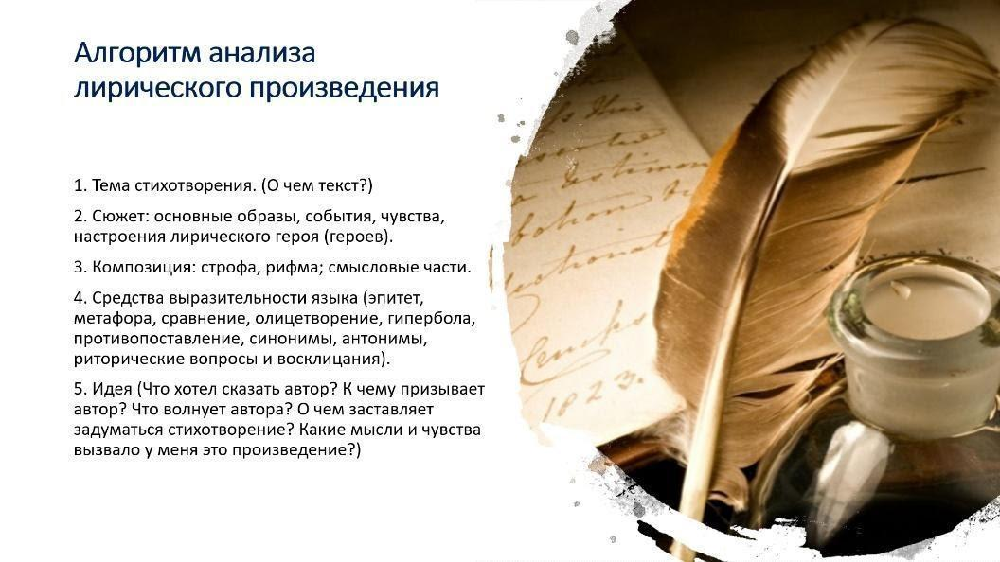 Алгоритм анализа
лирического произведения
1. Тема стихотворения. (О чем текст?)
2. Сюжет: основные образы, события, чувства,
настроения лирического героя (героев).
3. Композиция: строфа, рифма; смысловые части.
4. Средства выразительности языка (эпитет,
метафора, сравнение, олицетворение, гипербола,
противопоставление, синонимы, антонимы,
риторические вопросы и восклицания).
5. Идея (Что хотел сказать автор? К чему призывает
автор? Что волнует автора? О чем заставляет
задуматься стихотворение? Какие мысли и чувства
вызвало у меня это произведение?)
this
1823.